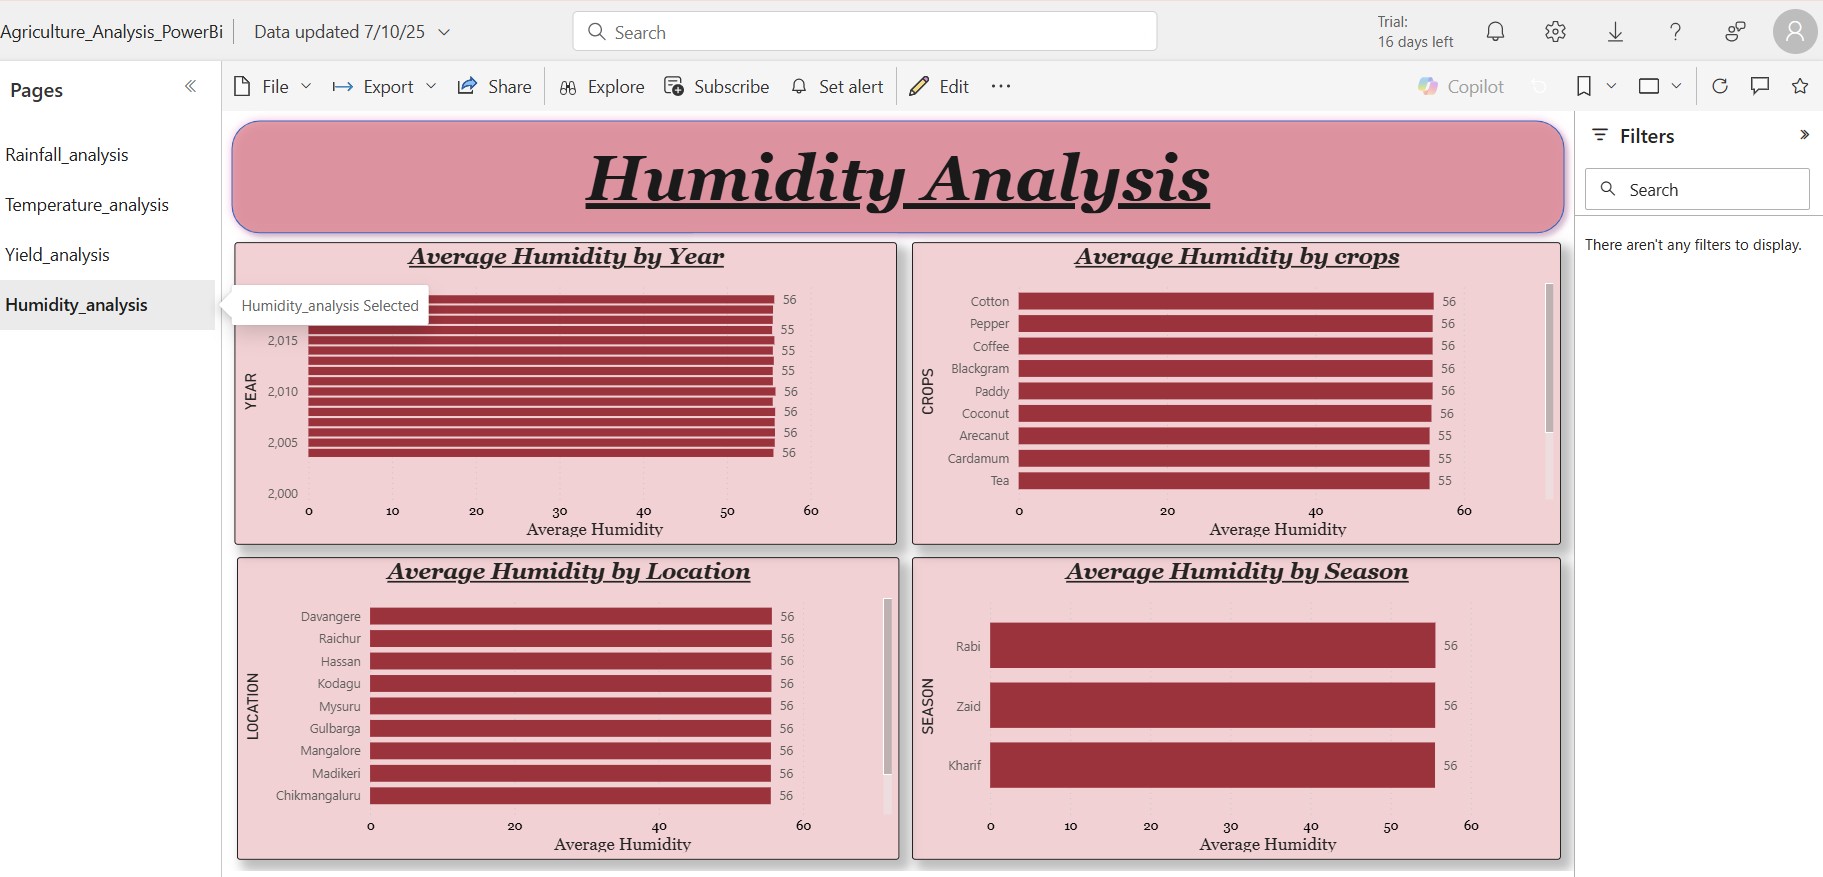 Agriculture_Analysis_PowerBi
Data updated 7/10/25
Search
Trial:
16 days left
Pages
File
Export
Share
Explore
Subscribe
Set alert
Edit
Copilot
Rainfall_analysis
Temperature_analysis
Yield_analysis
Humidity_analysis
Humidity_analysis Selected
Filters
Search
There aren't any filters to display.
Humidity Analysis
Average Humidity by Year
YEAR
2,015
2,010
2,005
2,000
56
55
55
55
56
56
56
56
0 10 20 30 40 50 60
Average Humidity
Average Humidity by crops
CROPS
Cotton 56
Pepper 56
Coffee 56
Blackgram 56
Paddy 56
Coconut 56
Arecanut 55
Cardamum 55
Tea 55
0 20 40 60
Average Humidity
Average Humidity by Location
LOCATION
Davangere 56
Raichur 56
Hassan 56
Kodagu 56
Mysuru 56
Gulbarga 56
Mangalore 56
Madikeri 56
Chikmangaluru 56
0 20 40 60
Average Humidity
Average Humidity by Season
SEASON
Rabi 56
Zaid 56
Kharif 56
0 10 20 30 40 50 60
Average Humidity